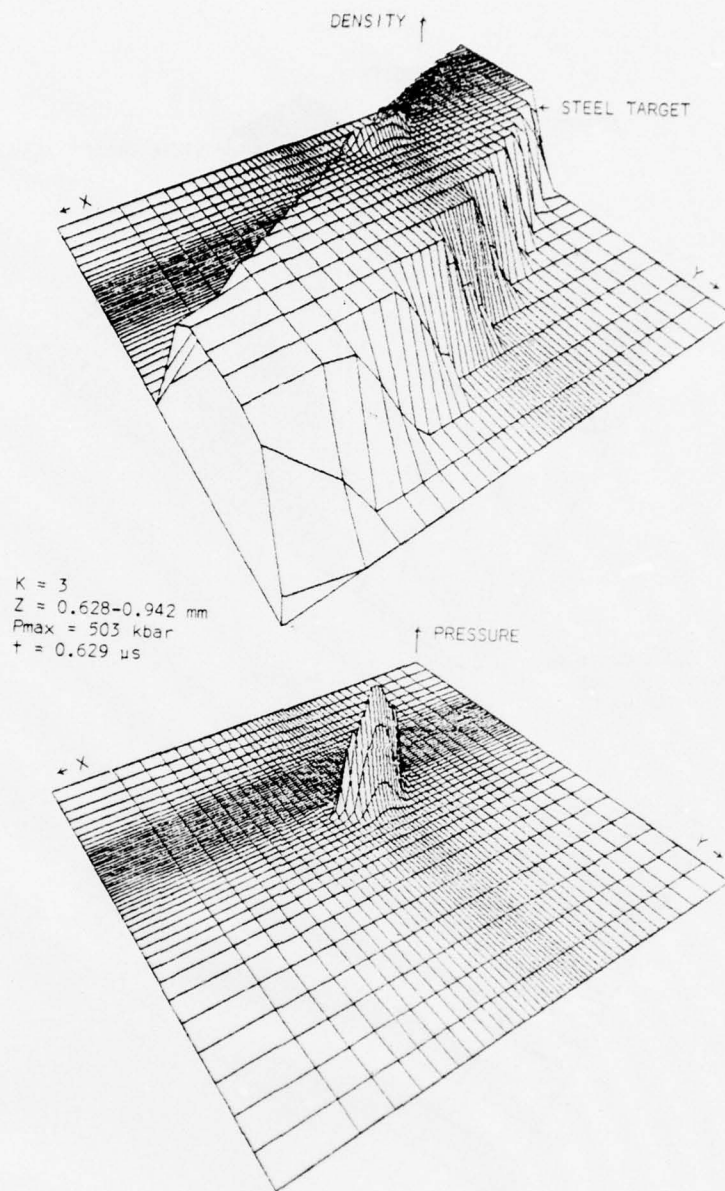 DENSITY ↑
← STEEL TARGET
← X
Y →
K = 3
Z = 0.628-0.942 mm
Pmax = 503 kbar
t = 0.629 µs
↑ PRESSURE
← X
Y →